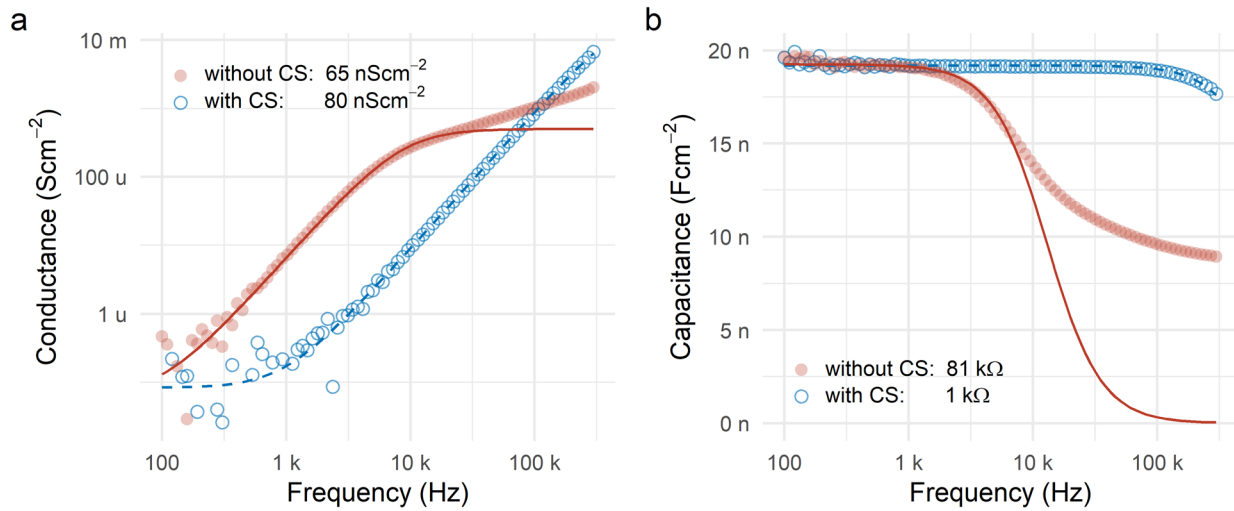 a
Conductance (Scm⁻²)
10 m
100 u
1 u
without CS: 65 nScm⁻²
with CS: 80 nScm⁻²
100 1 k 10 k 100 k
Frequency (Hz)
b
Capacitance (Fcm⁻²)
20 n
15 n
10 n
5 n
0 n
without CS: 81 kΩ
with CS: 1 kΩ
100 1 k 10 k 100 k
Frequency (Hz)